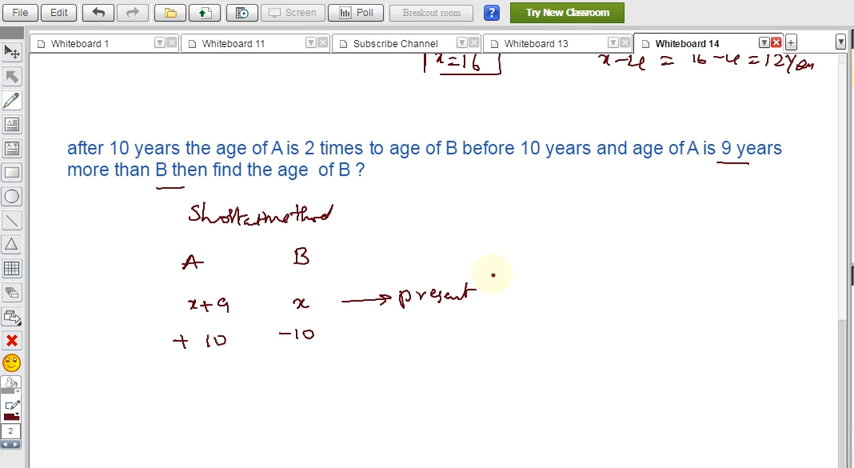 File Edit Screen Poll Breakout room ? Try New Classroom
Whiteboard 1 Whiteboard 11 Subscribe Channel Whiteboard 13 Whiteboard 14
x=16 x-4 = 16-4 = 12
after 10 years the age of A is 2 times to age of B before 10 years and age of A is 9 years
more than B then find the age of B ?
method
A B
x+9 x → present
+ 10 -10
2